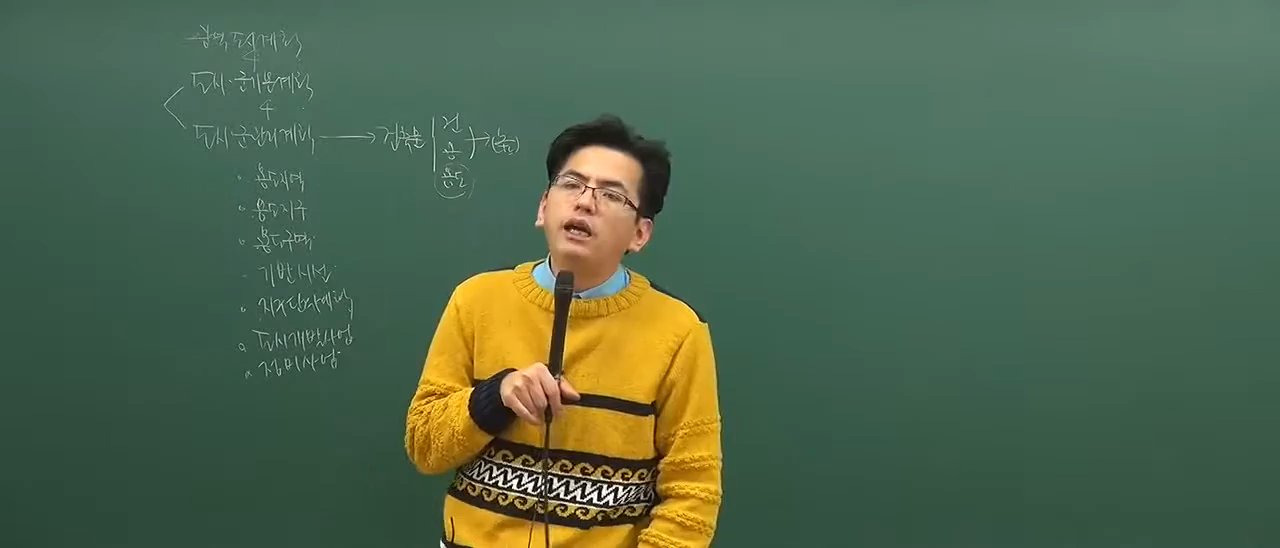 광역도시계획
도시·군기본계획
도시·군관리계획 → 건축물 건
용
용도
• 용도지역
• 용도지구
• 용도구역
- 기반시설
• 지구단위계획
• 도시개발사업
• 정비사업